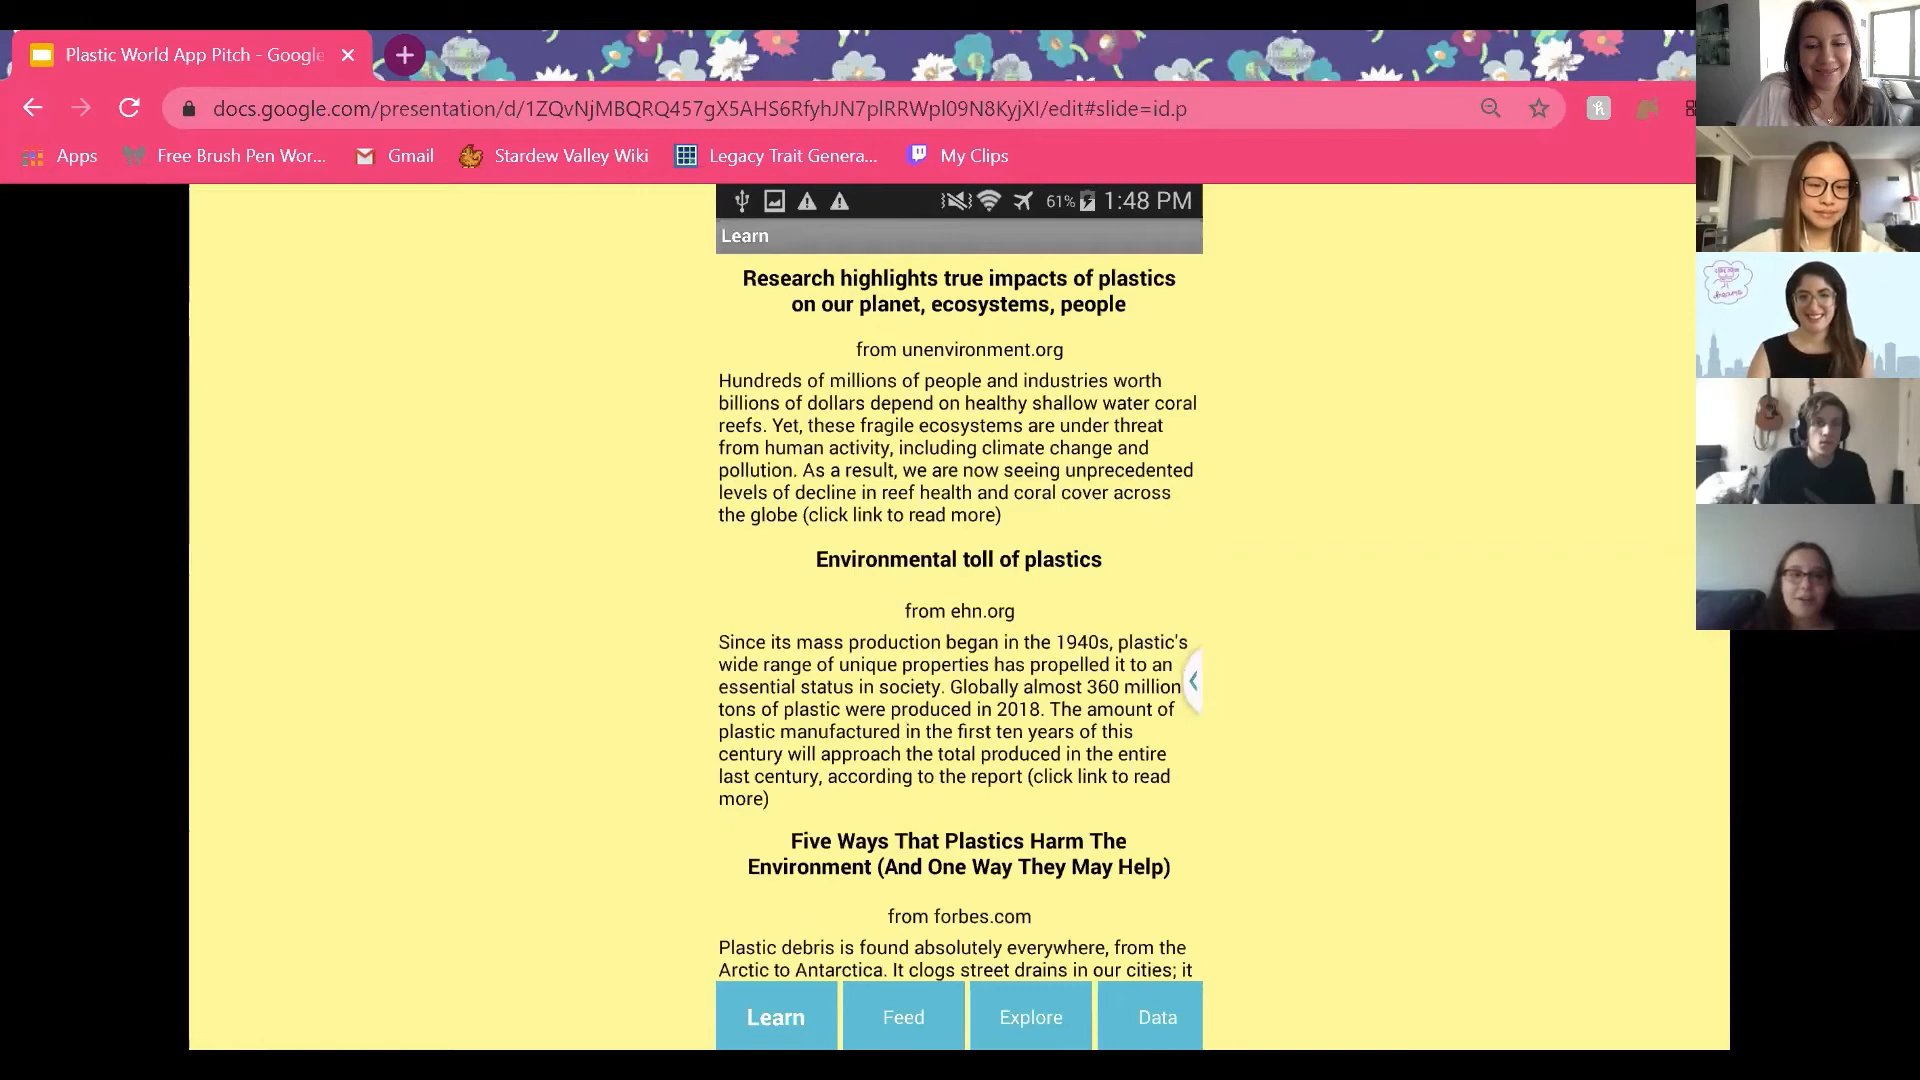 Plastic World App Pitch - Google
docs.google.com/presentation/d/1ZQvNjMBQRQ457gX5AHS6RfyhJN7plRRWpl09N8KyjXI/edit#slide=id.p
Apps Free Brush Pen Wor... Gmail Stardew Valley Wiki Legacy Trait Genera... My Clips
61% 1:48 PM
Learn
Research highlights true impacts of plastics
on our planet, ecosystems, people
from unenvironment.org
Hundreds of millions of people and industries worth
billions of dollars depend on healthy shallow water coral
reefs. Yet, these fragile ecosystems are under threat
from human activity, including climate change and
pollution. As a result, we are now seeing unprecedented
levels of decline in reef health and coral cover across
the globe (click link to read more)
Environmental toll of plastics
from ehn.org
Since its mass production began in the 1940s, plastic's
wide range of unique properties has propelled it to an
essential status in society. Globally almost 360 million
tons of plastic were produced in 2018. The amount of
plastic manufactured in the first ten years of this
century will approach the total produced in the entire
last century, according to the report (click link to read
more)
Five Ways That Plastics Harm The
Environment (And One Way They May Help)
from forbes.com
Plastic debris is found absolutely everywhere, from the
Arctic to Antarctica. It clogs street drains in our cities; it
Learn Feed Explore Data
dreams